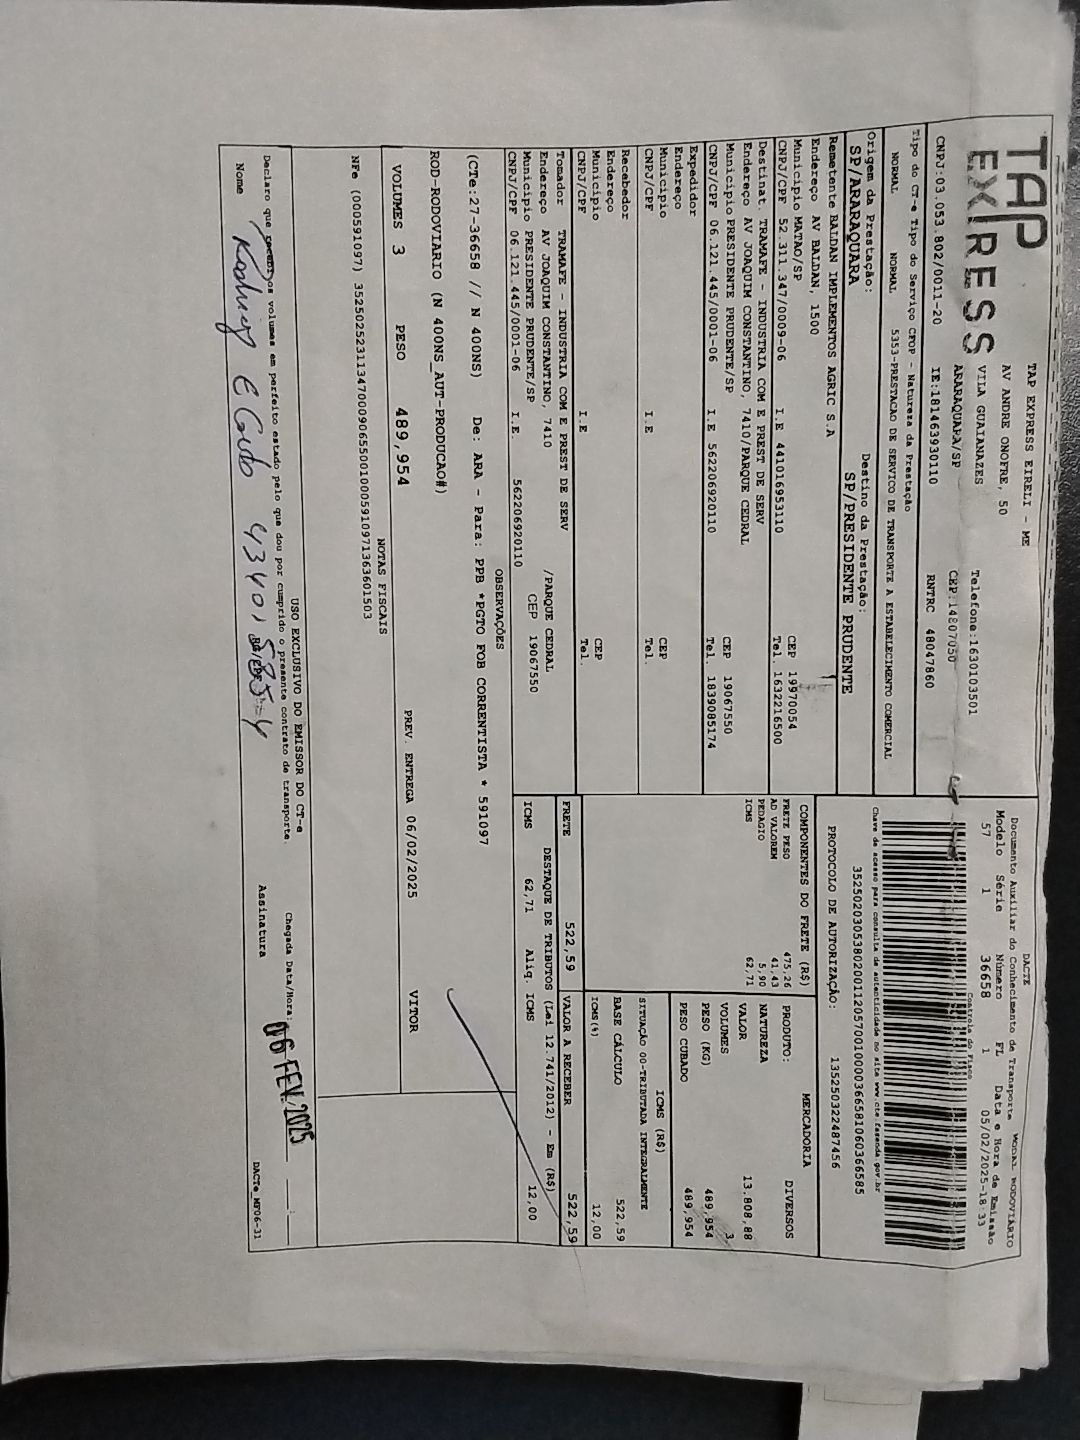 TAP
EXPRESS
TAP EXPRESS EIRELI - ME
AV ANDRE ONOFRE, 50
VILA GUAIANAZES
ARARAQUARA/SP
Telefone:1630103501
CEP:14807050
CNPJ:03.053.802/0011-20 IE:181463930110 RNTRC 48047860
Tipo do CT-e Tipo do Serviço CFOP - Natureza da Prestação
NORMAL NORMAL 5353-PRESTACAO DE SERVICO DE TRANSPORTE A ESTABELECIMENTO COMERCIAL
Origem da Prestação: Destino da Prestação:
SP/ARARAQUARA SP/PRESIDENTE PRUDENTE
Remetente BALDAN IMPLEMENTOS AGRIC S.A
Endereço AV BALDAN, 1500
Município MATAO/SP CEP 19970054
CNPJ/CPF 52.311.347/0009-06 I.E 441016953110 Tel. 1632216500
Destinat. TRAMAFE - INDUSTRIA COM E PREST DE SERV
Endereço AV JOAQUIM CONSTANTINO, 7410/PARQUE CEDRAL
Município PRESIDENTE PRUDENTE/SP CEP 19067550
CNPJ/CPF 06.121.445/0001-06 I.E 562206920110 Tel. 1839085174
Expedidor
Endereço
Município CEP
CNPJ/CPF I.E Tel.
Recebedor
Endereço
Município CEP
CNPJ/CPF I.E Tel.
Tomador TRAMAFE - INDUSTRIA COM E PREST DE SERV
Endereço AV JOAQUIM CONSTANTINO, 7410 /PARQUE CEDRAL
Município PRESIDENTE PRUDENTE/SP CEP 19067550
CNPJ/CPF 06.121.445/0001-06 I.E 562206920110
DACTE MODAL RODOVIÁRIO
Documento Auxiliar do Conhecimento de Transporte
Modelo Série Número FL Data e Hora de Emissão
57 1 36658 1 05/02/2025-18:33
Controle do Fisco
Chave de acesso para consulta de autenticidade no site www.cte.fazenda.gov.br
35250203053802001120570010000366581060366585
PROTOCOLO DE AUTORIZAÇÃO: 135250322487456
COMPONENTES DO FRETE (R$)
FRETE PESO 475,26
AD VALOREM 41,43
PEDAGIO 5,90
ICMS 62,71
MERCADORIA
PRODUTO: DIVERSOS
NATUREZA
VALOR 13.808,88
VOLUMES 3
PESO (KG) 489,954
PESO CUBADO 489,954
ICMS (R$)
SITUAÇÃO 00-TRIBUTADA INTEGRALMENTE
BASE CÁLCULO 522,59
ICMS(%) 12,00
FRETE 522,59 VALOR A RECEBER 522,59
DESTAQUE DE TRIBUTOS (Lei 12.741/2012) - Em (R$)
ICMS 62,71 Aliq. ICMS 12,00
OBSERVAÇÕES
(CTe:27-36658 // N 400NS) De: ARA - Para: PPB *PGTO FOB CORRENTISTA * 591097
ROD-RODOVIARIO (N 400NS_AUT-PRODUCAO#)
VOLUMES 3 PESO 489,954 PREV. ENTREGA 06/02/2025 VITOR
NOTAS FISCAIS
NFe (000591097) 35250252311347000906550010005910971363601503
USO EXCLUSIVO DO EMISSOR DO CT-e
Declaro que recebi os volumes em perfeito estado pelo que dou por cumprido o presente contrato de transporte.
Chegada Data/Hora:
06 FEV. 2025
Nome Assinatura
DACTe_MF06-31